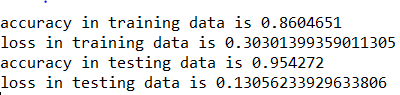 accuracy in training data is 0.8604651
loss in training data is 0.30301399359011305
accuracy in testing data is 0.954272
loss in testing data is 0.13056233929633806